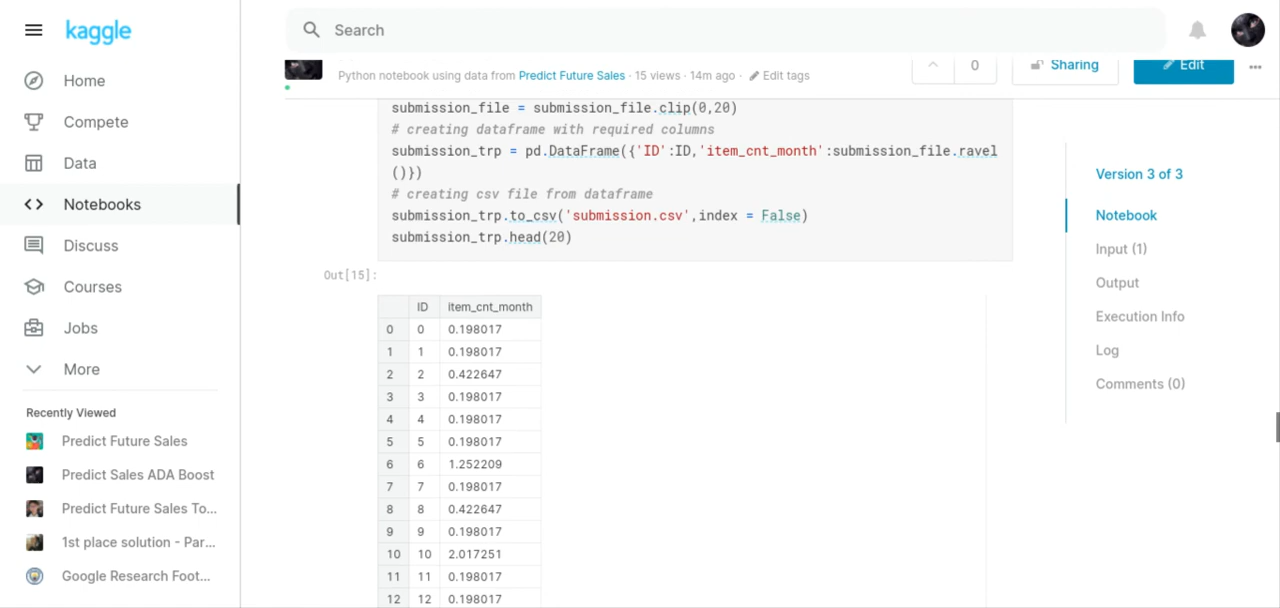 kaggle
Search
Home
Compete
Data
Notebooks
Discuss
Courses
Jobs
More
Recently Viewed
Predict Future Sales
Predict Sales ADA Boost
Predict Future Sales To...
1st place solution - Par...
Google Research Foot...
Python notebook using data from Predict Future Sales · 15 views · 14m ago · Edit tags
0
Sharing
Edit
submission_file = submission_file.clip(0,20)
# creating dataframe with required columns
submission_trp = pd.DataFrame({'ID':ID,'item_cnt_month':submission_file.ravel
()})
# creating csv file from dataframe
submission_trp.to_csv('submission.csv',index = False)
submission_trp.head(20)
Out[15]:
ID item_cnt_month
0 0 0.198017
1 1 0.198017
2 2 0.422647
3 3 0.198017
4 4 0.198017
5 5 0.198017
6 6 1.252209
7 7 0.198017
8 8 0.422647
9 9 0.198017
10 10 2.017251
11 11 0.198017
12 12 0.198017
Version 3 of 3
Notebook
Input (1)
Output
Execution Info
Log
Comments (0)